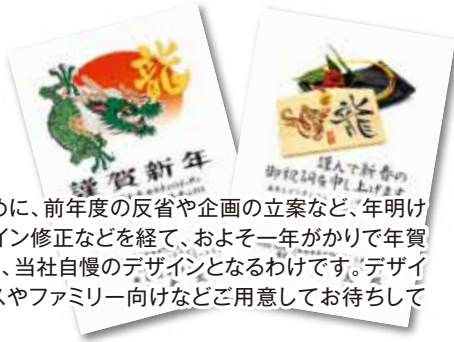 龍
謹賀新年
龍
謹んで新春の
御祝詞を申し上げます
めに、前年度の反省や企画の立案など、年明け
イン修正などを経て、およそ一年がかりで年賀
、当社自慢のデザインとなるわけです。デザイ
スやファミリー向けなどご用意してお待ちして